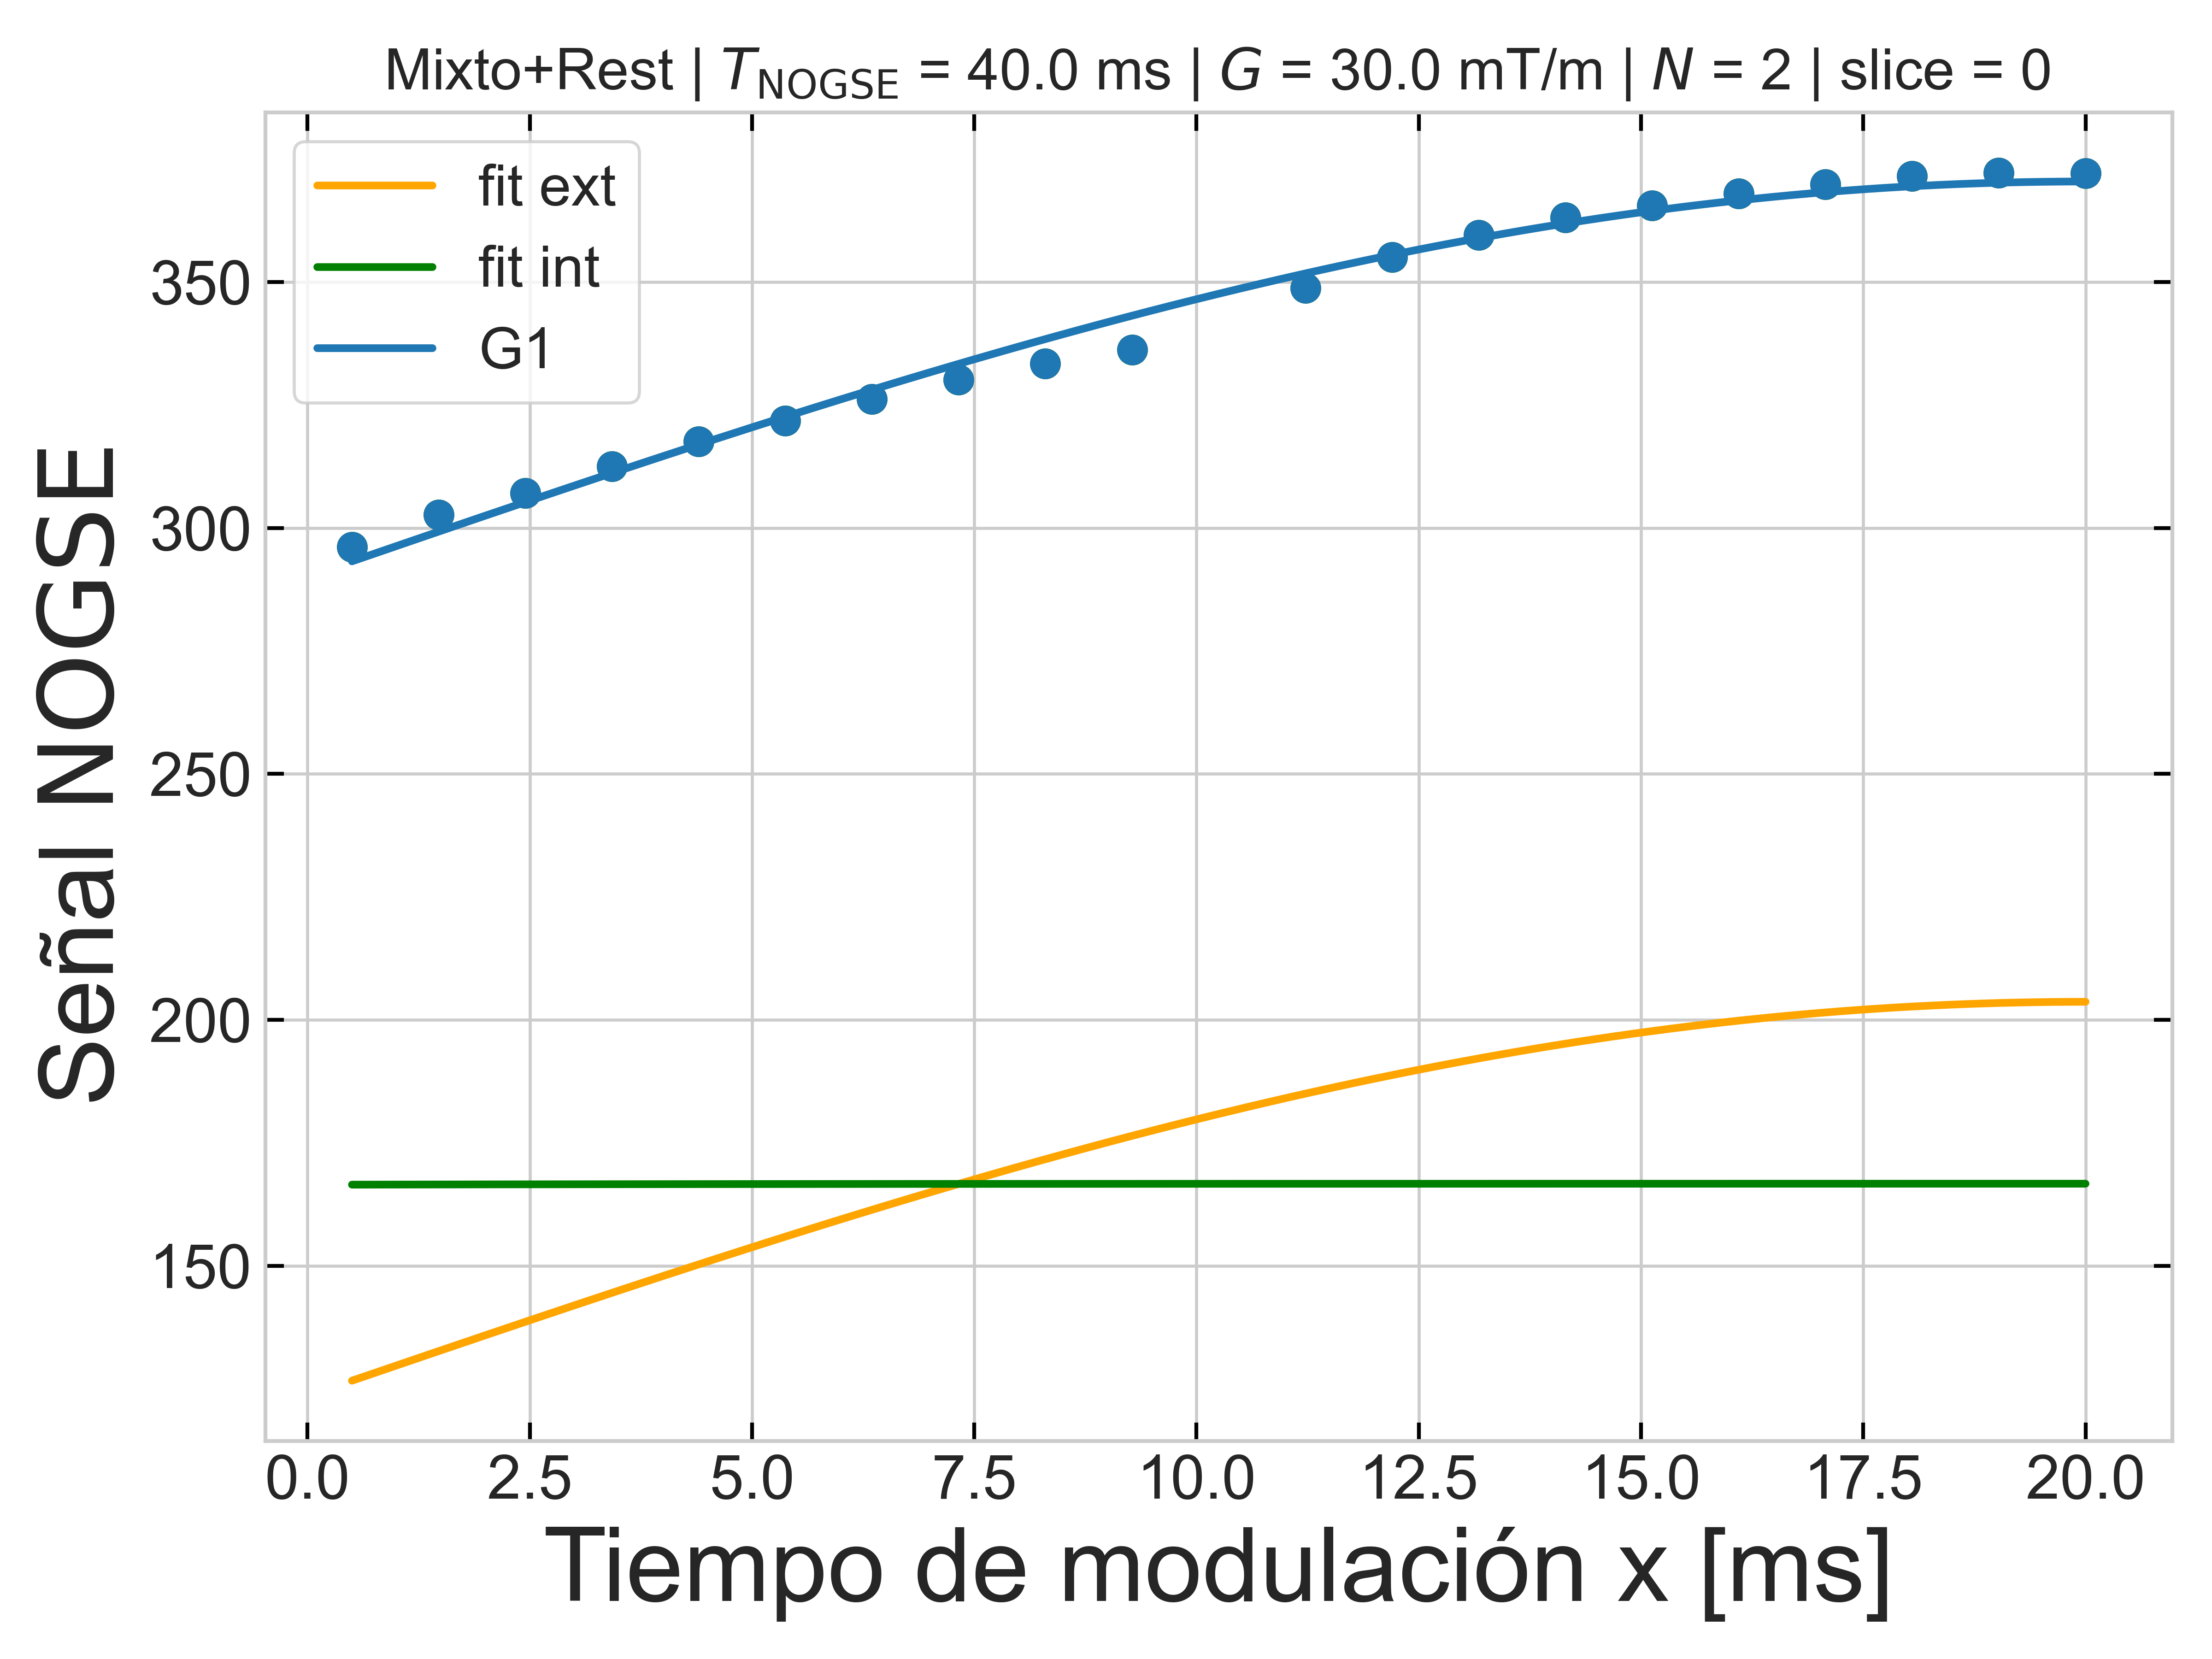 Mixto+Rest | T_NOGSE = 40.0 ms | G = 30.0 mT/m | N = 2 | slice = 0
fit ext
fit int
G1
Señal NOGSE
350
300
250
200
150
0.0 2.5 5.0 7.5 10.0 12.5 15.0 17.5 20.0
Tiempo de modulación x [ms]